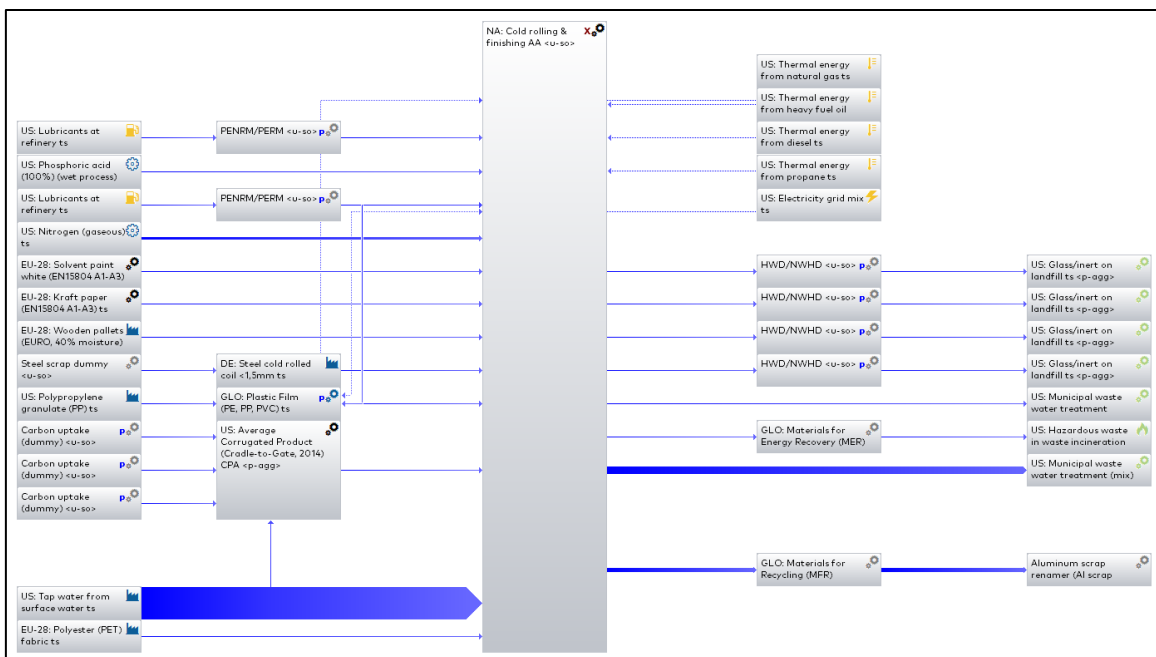 NA: Cold rolling &
finishing AA <u-so>
X
US: Thermal energy
from natural gas ts
US: Thermal energy
from heavy fuel oil
US: Lubricants at
refinery ts
PENRM/PERM <u-so> p
US: Thermal energy
from diesel ts
US: Phosphoric acid
(100%) (wet process)
US: Thermal energy
from propane ts
US: Lubricants at
refinery ts
PENRM/PERM <u-so> p
US: Electricity grid mix
ts
US: Nitrogen (gaseous)
ts
EU-28: Solvent paint
white (EN15804 A1-A3)
HWD/NWHD <u-so> p
US: Glass/inert on
landfill ts <p-agg>
EU-28: Kraft paper
(EN15804 A1-A3) ts
HWD/NWHD <u-so> p
US: Glass/inert on
landfill ts <p-agg>
EU-28: Wooden pallets
(EURO, 40% moisture)
HWD/NWHD <u-so> p
US: Glass/inert on
landfill ts <p-agg>
Steel scrap dummy
<u-so>
DE: Steel cold rolled
coil <1,5mm ts
HWD/NWHD <u-so> p
US: Glass/inert on
landfill ts <p-agg>
US: Polypropylene
granulate (PP) ts
GLO: Plastic Film
(PE, PP, PVC) ts
p
US: Municipal waste
water treatment
Carbon uptake
(dummy) <u-so>
p
US: Average
Corrugated Product
(Cradle-to-Gate, 2014)
CPA <p-agg>
GLO: Materials for
Energy Recovery (MER)
US: Hazardous waste
in waste incineration
Carbon uptake
(dummy) <u-so>
p
US: Municipal waste
water treatment (mix)
Carbon uptake
(dummy) <u-so>
p
GLO: Materials for
Recycling (MFR)
Aluminum scrap
renamer (Al scrap
US: Tap water from
surface water ts
EU-28: Polyester (PET)
fabric ts